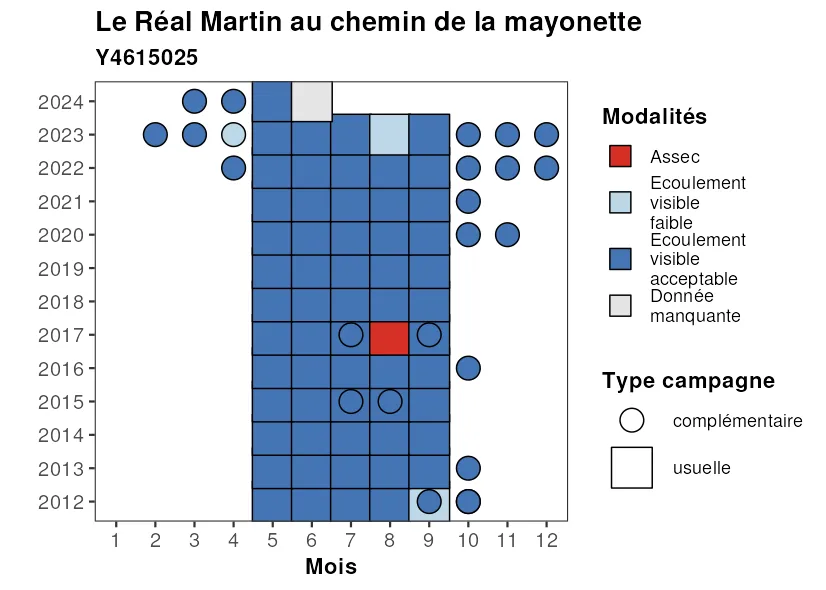 Le Réal Martin au chemin de la mayonette
Y4615025
2024
2023
2022
2021
2020
2019
2018
2017
2016
2015
2014
2013
2012
1 2 3 4 5 6 7 8 9 10 11 12
Mois
Modalités
Assec
Ecoulement
visible
faible
Ecoulement
visible
acceptable
Donnée
manquante
Type campagne
complémentaire
usuelle